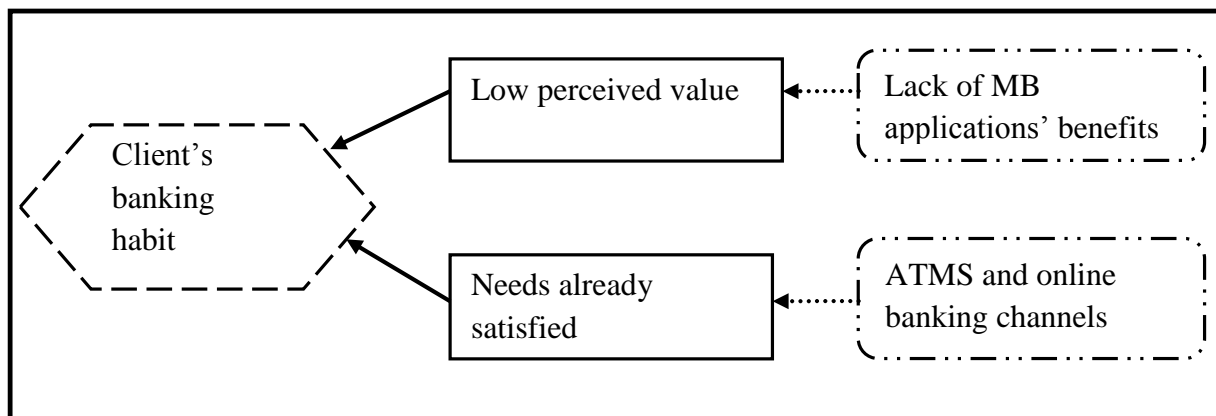 Low perceived value
Lack of MB
applications’ benefits
Client’s
banking
habit
Needs already
satisfied
ATMS and online
banking channels